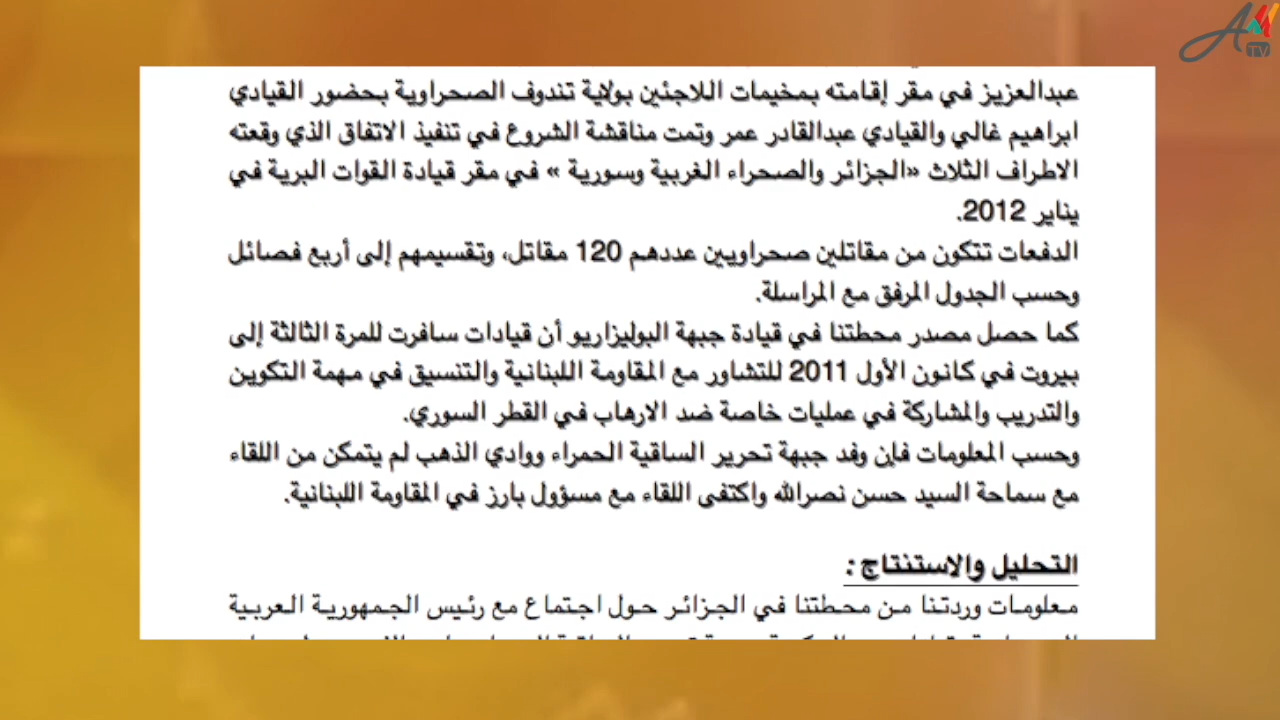 عبدالعزيز في مقر إقامته بمخيمات اللاجئين بولاية تندوف الصحراوية بحضور القيادي
ابراهيم غالي والقيادي عبدالقادر عمر وتمت مناقشة الشروع في تنفيذ الاتفاق الذي وقعته
الاطراف الثلاث «الجزائر والصحراء الغربية وسورية » في مقر قيادة القوات البرية في
يناير 2012.
الدفعات تتكون من مقاتلين صحراويين عددهم 120 مقاتل، وتقسيمهم إلى أربع فصائل
وحسب الجدول المرفق مع المراسلة.
كما حصل مصدر محطتنا في قيادة جبهة البوليزاريو أن قيادات سافرت للمرة الثالثة إلى
بيروت في كانون الأول 2011 للتشاور مع المقاومة اللبنانية والتنسيق في مهمة التكوين
والتدريب والمشاركة في عمليات خاصة ضد الارهاب في القطر السوري.
وحسب المعلومات فإن وفد جبهة تحرير الساقية الحمراء ووادي الذهب لم يتمكن من اللقاء
مع سماحة السيد حسن نصرالله واكتفى اللقاء مع مسؤول بارز في المقاومة اللبنانية.
التحليل والاستنتاج :
معلومات وردتنا من محطتنا في الجزائر حول اجتماع مع رئيس الجمهورية العربية
TV